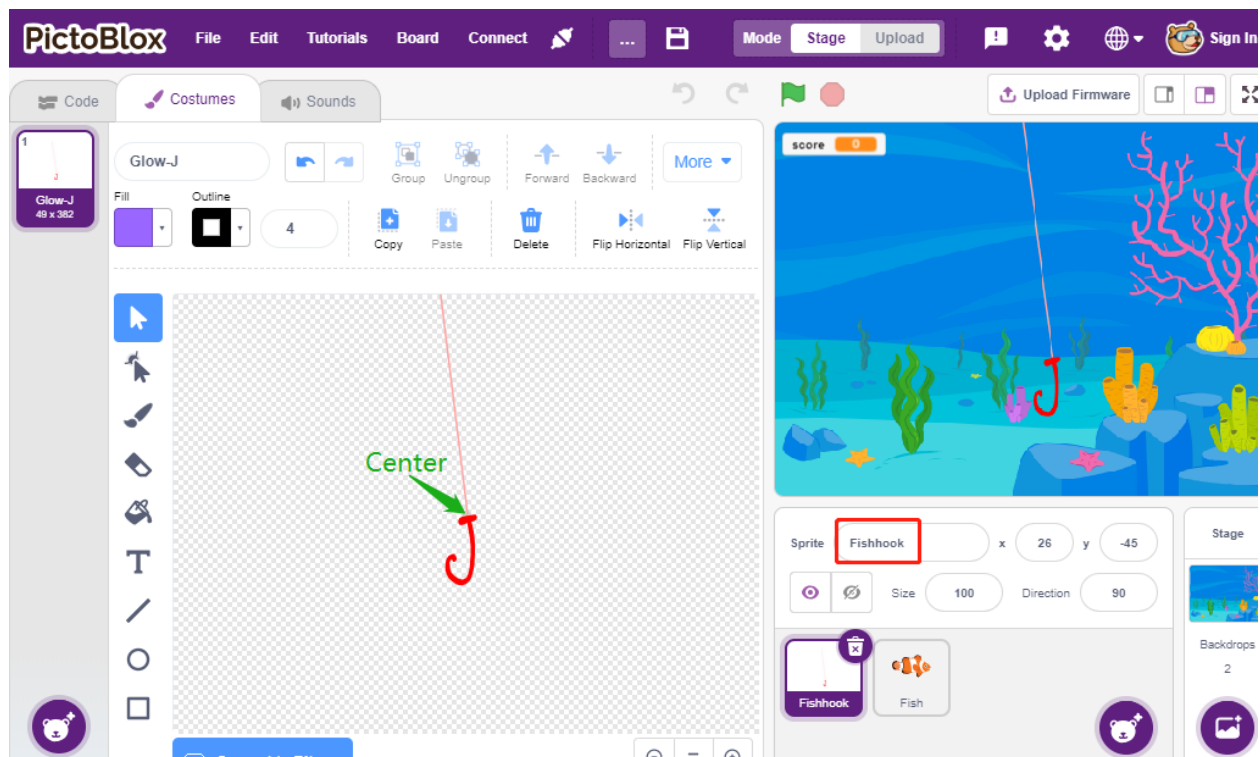 PictoBlox File Edit Tutorials Board Connect ... Mode Stage Upload Sign In
Code Costumes Sounds Upload Firmware
1
Glow-J
49 x 382
Glow-J
Group Ungroup Forward Backward More
Fill Outline
4
Copy Paste Delete Flip Horizontal Flip Vertical
Center
J
score 0
J
Sprite Fishhook x 26 y -45
Size 100 Direction 90
Fishhook
Fish
Stage
Backdrops
2